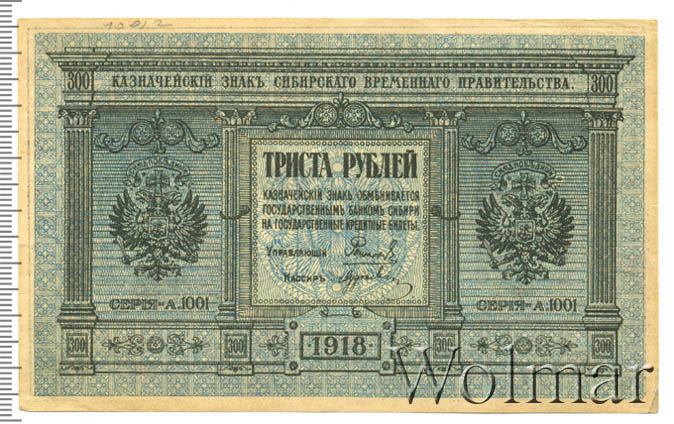 300 КАЗНАЧЕЙСКІЙ ЗНАКЪ СИБИРСКАГО ВРЕМЕННАГО ПРАВИТЕЛЬСТВА. 300
ТРИСТА РУБЛЕЙ
КАЗНАЧЕЙСКІЙ ЗНАКЪ ОБМѢНИВАЕТСЯ
ГОСУДАРСТВЕННЫМЪ БАНКОМЪ СИБИРИ
НА ГОСУДАРСТВЕННЫЕ КРЕДИТНЫЕ БИЛЕТЫ.
УПРАВЛЯЮЩІЙ
КАССИРЪ
СЕРІЯ-А.1001 СЕРІЯ-А.1001
300 300 1918· 300 300
Wolmar